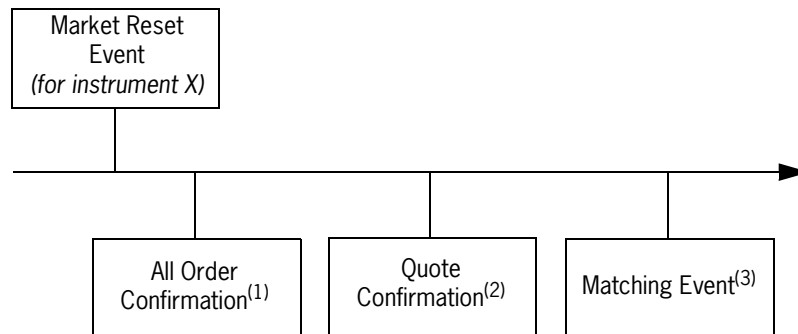 Market Reset
Event
(for instrument X)
All Order
Confirmation(1)
Quote
Confirmation(2)
Matching Event(3)